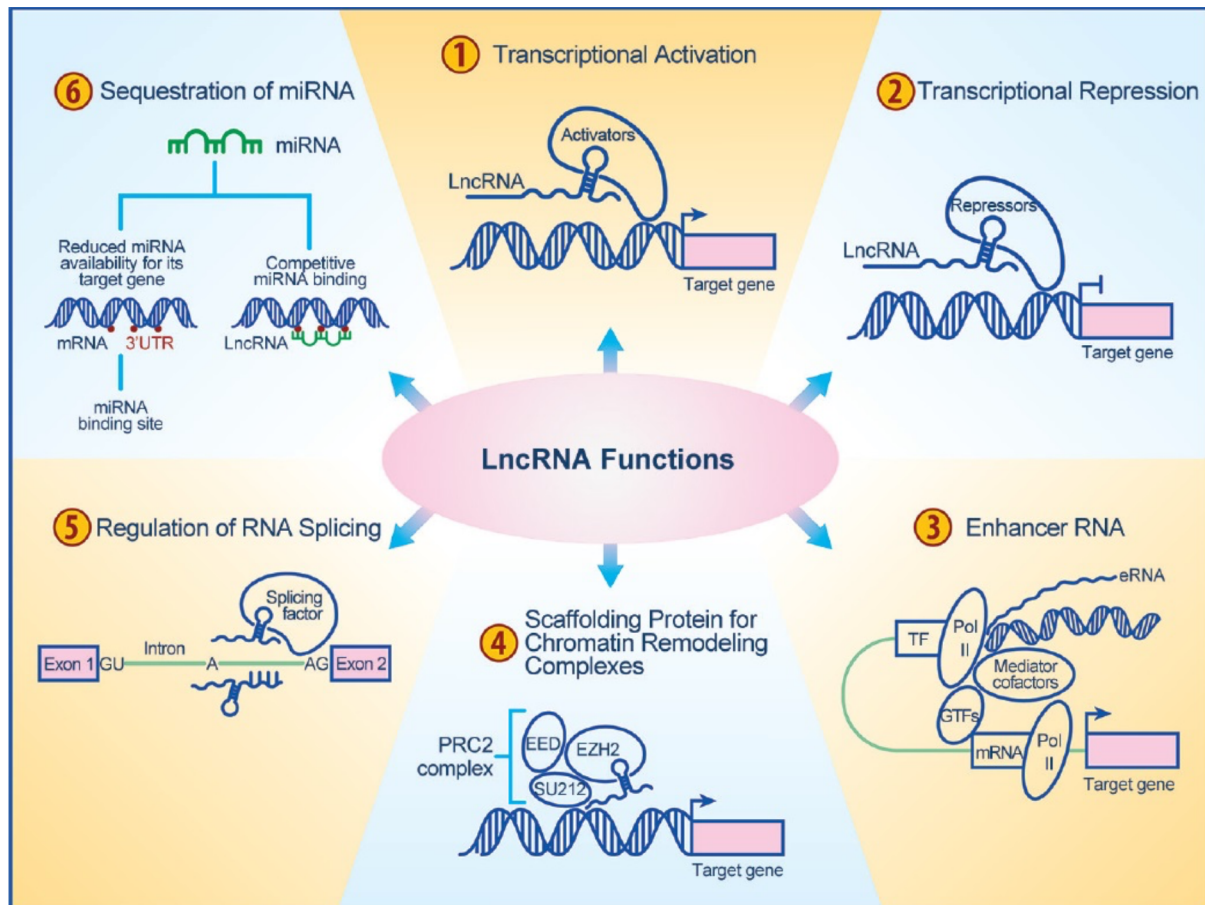 1 Transcriptional Activation
Activators
LncRNA
Target gene
2 Transcriptional Repression
Repressors
LncRNA
Target gene
3 Enhancer RNA
eRNA
TF
Pol
II
Mediator
cofactors
GTFs
mRNA
Pol
II
Target gene
4 Scaffolding Protein for
Chromatin Remodeling
Complexes
PRC2
complex
EED
EZH2
SU212
Target gene
5 Regulation of RNA Splicing
Splicing
factor
Intron
Exon 1 GU A AG Exon 2
6 Sequestration of miRNA
miRNA
Reduced miRNA
availability for its
target gene
mRNA 3'UTR
miRNA
binding site
Competitive
miRNA binding
LncRNA
LncRNA Functions